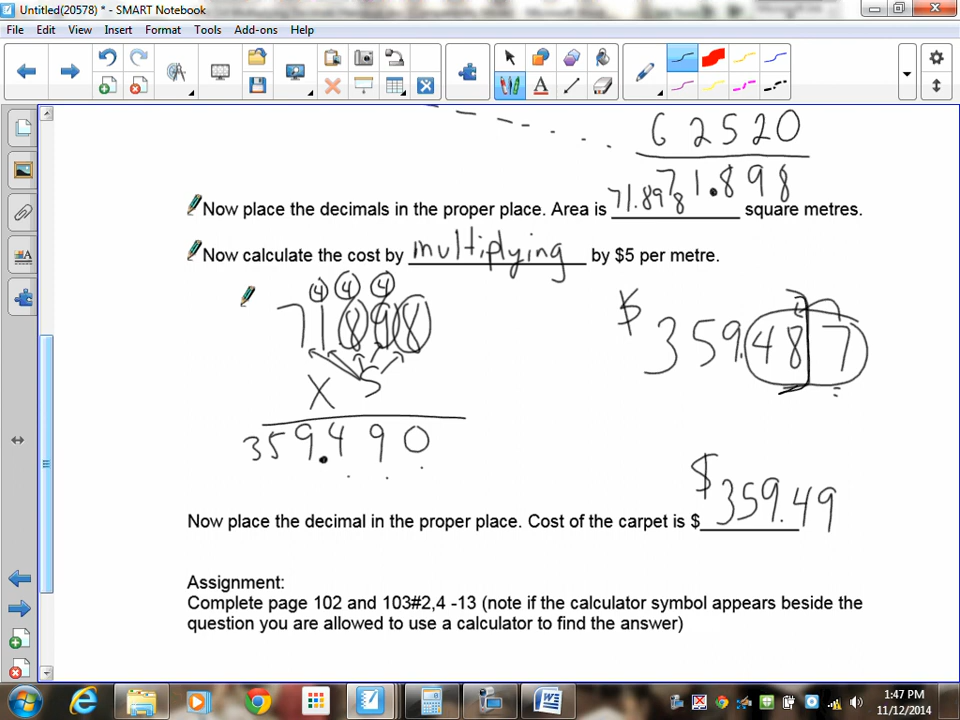 Untitled(20578) * - SMART Notebook
File Edit View Insert Format Tools Add-ons Help
62520
71.898
Now place the decimals in the proper place. Area is 71.898 square metres.
Now calculate the cost by multiplying by $5 per metre.
4 4 4
71898
X 5
359.490
$359.487
$359.49
Now place the decimal in the proper place. Cost of the carpet is $
Assignment:
Complete page 102 and 103#2,4 -13 (note if the calculator symbol appears beside the
question you are allowed to use a calculator to find the answer)
1:47 PM
11/12/2014